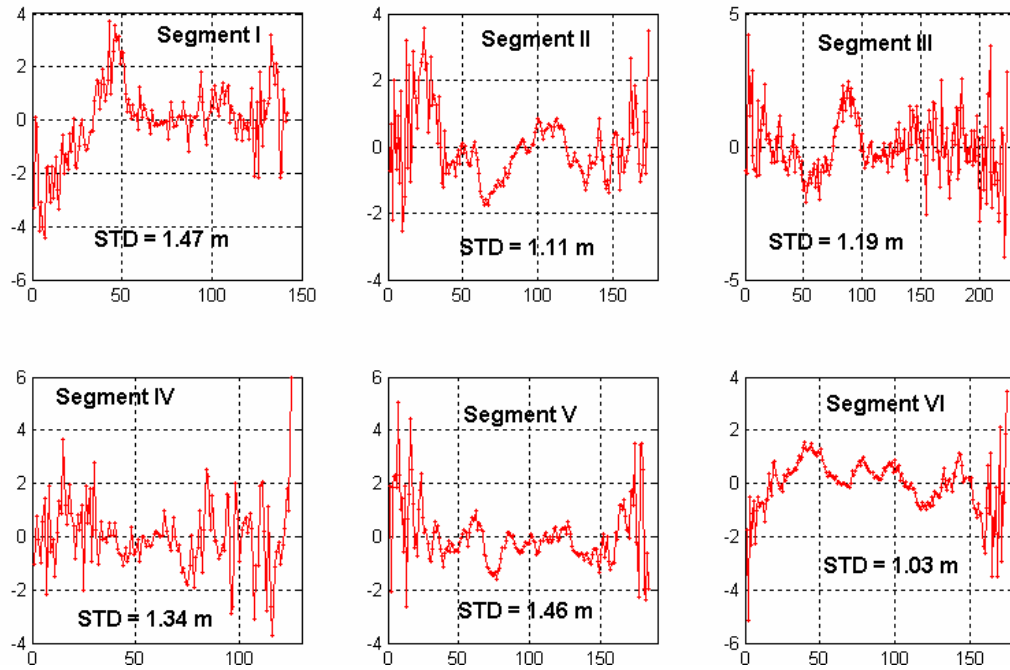 Segment I
4
2
0
-2
-4
-6
STD = 1.47 m
0 50 100 150
Segment II
4
2
0
-2
-4
STD = 1.11 m
0 50 100 150
Segment III
5
0
-5
STD = 1.19 m
0 50 100 150 200
Segment IV
6
4
2
0
-2
-4
STD = 1.34 m
0 50 100
Segment V
6
4
2
0
-2
-4
STD = 1.46 m
0 50 100 150
Segment VI
4
2
0
-2
-4
-6
STD = 1.03 m
0 50 100 150